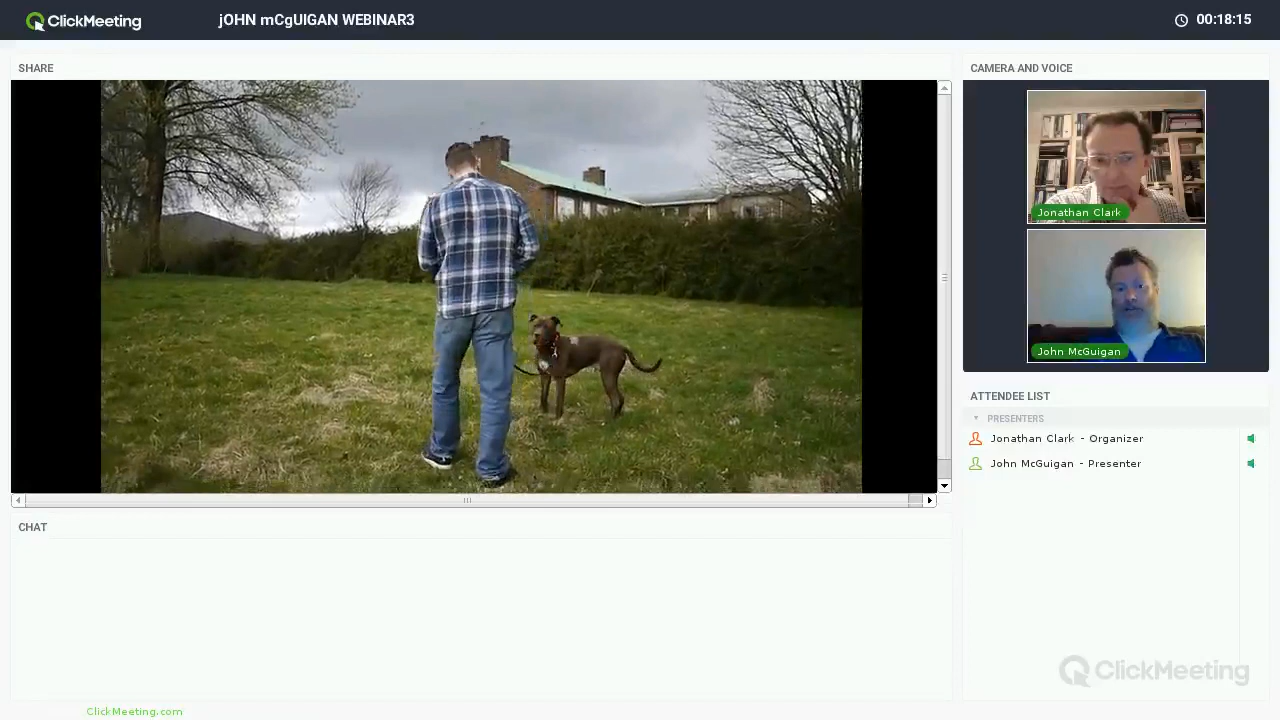 ClickMeeting
jOHN mCgUIGAN WEBINAR3
00:18:15
SHARE
CAMERA AND VOICE
Jonathan Clark
John McGuigan
ATTENDEE LIST
PRESENTERS
Jonathan Clark - Organizer
John McGuigan - Presenter
CHAT
ClickMeeting
ClickMeeting.com